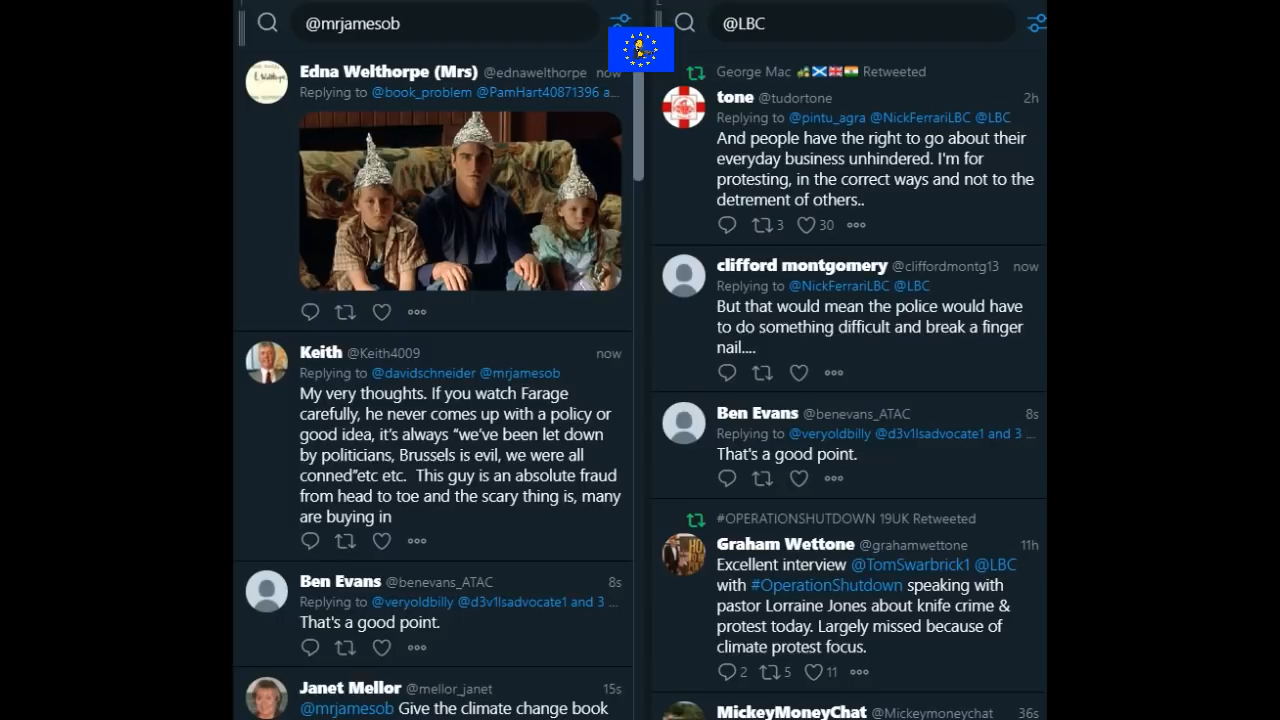 @mrjamesob
Edna Welthorpe (Mrs) @ednawelthorpe now
Replying to @book_problem @PamHart40871396 a...
Keith @Keith4009 now
Replying to @davidschneider @mrjamesob
My very thoughts. If you watch Farage
carefully, he never comes up with a policy or
good idea, it's always “we've been let down
by politicians, Brussels is evil, we were all
conned”etc etc. This guy is an absolute fraud
from head to toe and the scary thing is, many
are buying in
Ben Evans @benevans_ATAC 8s
Replying to @veryoldbilly @d3v1lsadvocate1 and 3 ...
That's a good point.
Janet Mellor @mellor_janet 15s
@mrjamesob Give the climate change book
@LBC
George Mac Retweeted
tone @tudortone 2h
Replying to @pintu_agra @NickFerrariLBC @LBC
And people have the right to go about their
everyday business unhindered. I'm for
protesting, in the correct ways and not to the
detrement of others..
3 30
clifford montgomery @cliffordmontg13 now
Replying to @NickFerrariLBC @LBC
But that would mean the police would have
to do something difficult and break a finger
nail....
Ben Evans @benevans_ATAC 8s
Replying to @veryoldbilly @d3v1lsadvocate1 and 3 ...
That's a good point.
#OPERATIONSHUTDOWN 19UK Retweeted
Graham Wettone @grahamwettone 11h
Excellent interview @TomSwarbrick1 @LBC
with #OperationShutdown speaking with
pastor Lorraine Jones about knife crime &
protest today. Largely missed because of
climate protest focus.
2 5 11
MickeyMoneyChat @Mickeymoneychat 36s